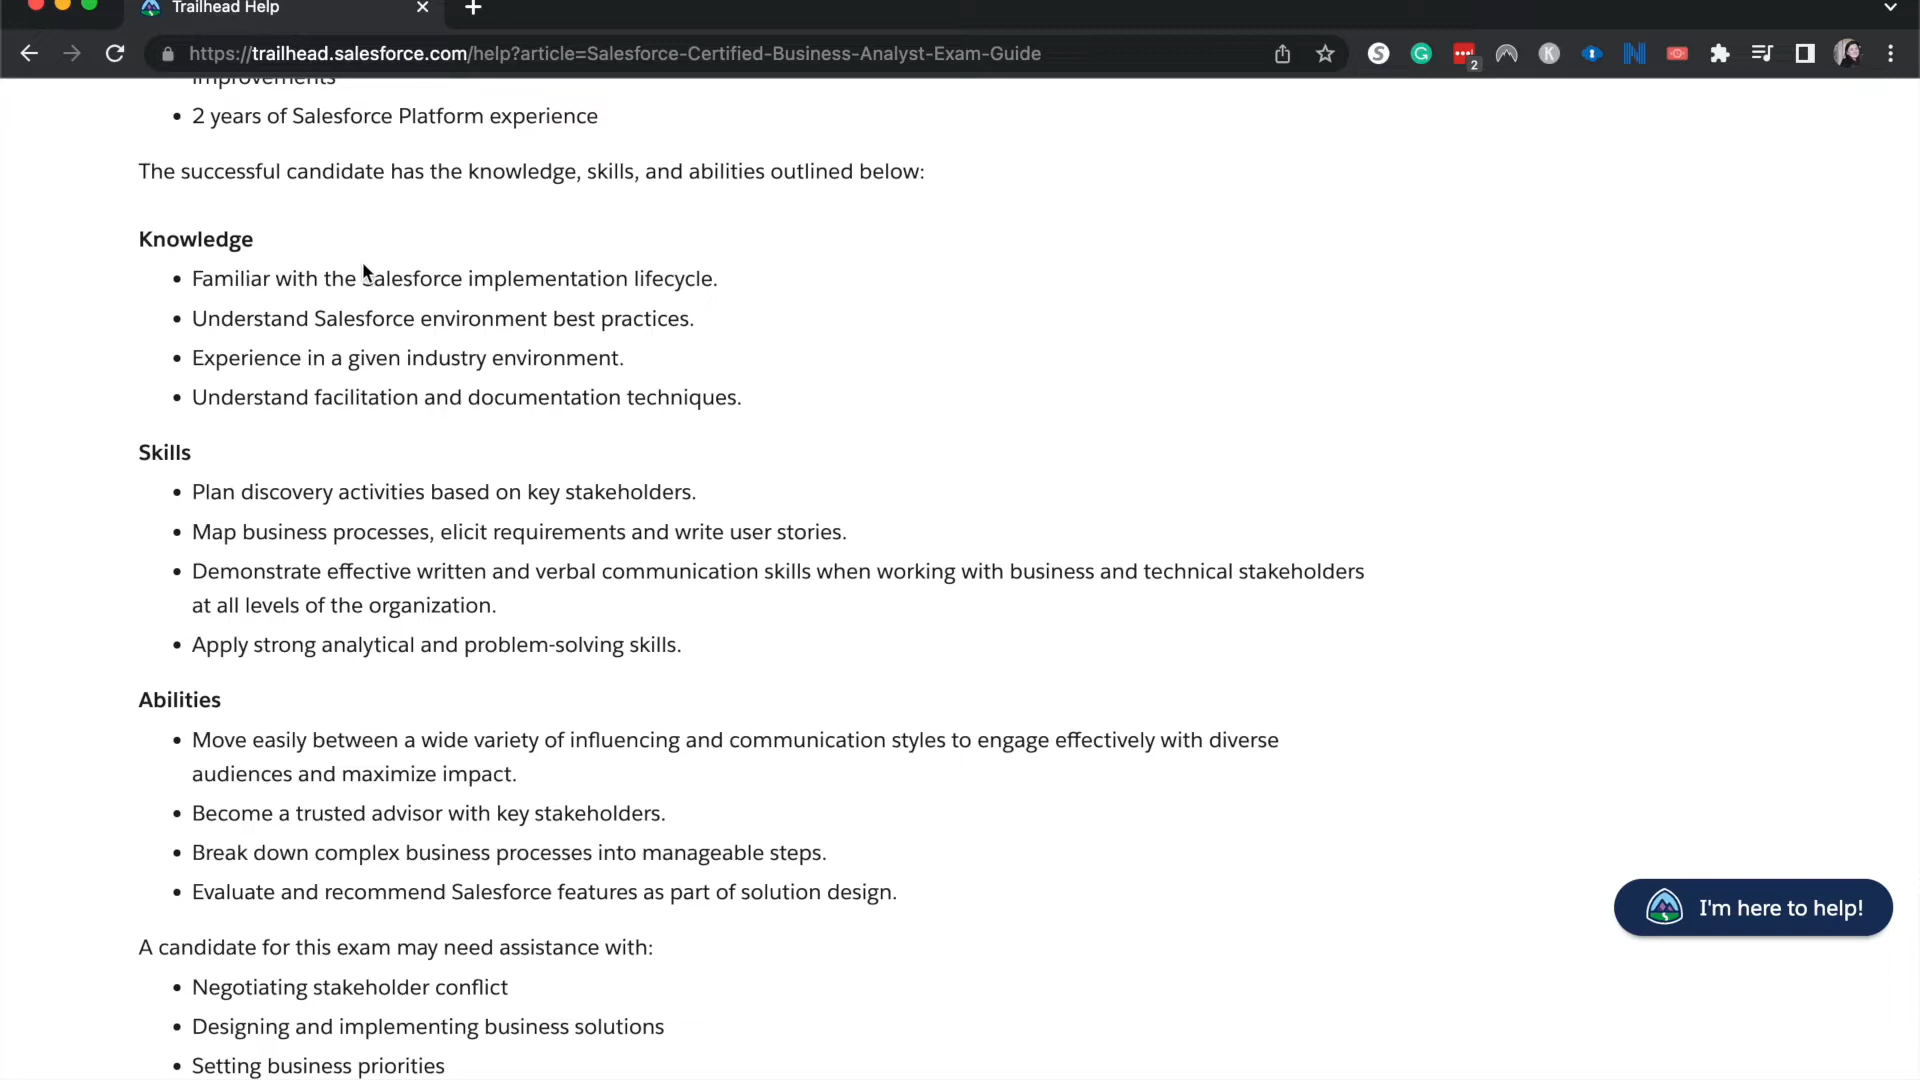 Trailhead Help
https://trailhead.salesforce.com/help?article=Salesforce-Certified-Business-Analyst-Exam-Guide
2
improvements
• 2 years of Salesforce Platform experience
The successful candidate has the knowledge, skills, and abilities outlined below:
Knowledge
• Familiar with the Salesforce implementation lifecycle.
• Understand Salesforce environment best practices.
• Experience in a given industry environment.
• Understand facilitation and documentation techniques.
Skills
• Plan discovery activities based on key stakeholders.
• Map business processes, elicit requirements and write user stories.
• Demonstrate effective written and verbal communication skills when working with business and technical stakeholders
at all levels of the organization.
• Apply strong analytical and problem-solving skills.
Abilities
• Move easily between a wide variety of influencing and communication styles to engage effectively with diverse
audiences and maximize impact.
• Become a trusted advisor with key stakeholders.
• Break down complex business processes into manageable steps.
• Evaluate and recommend Salesforce features as part of solution design.
I'm here to help!
A candidate for this exam may need assistance with:
• Negotiating stakeholder conflict
• Designing and implementing business solutions
• Setting business priorities